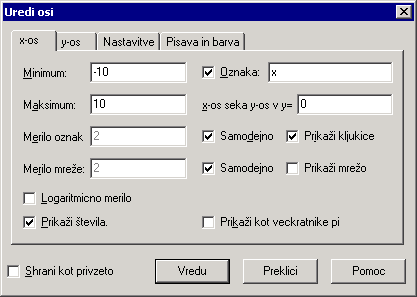 Uredi osi
x-os y-os Nastavitve Pisava in barva
Minimum: -10 Oznaka: x
Maksimum: 10 x-os seka y-os v y= 0
Merilo oznak 2 Samodejno Prikaži kljukice
Merilo mreže: 2 Samodejno Prikaži mrežo
Logaritmicno merilo
Prikaži števila. Prikaži kot veckratnike pi
Shrani kot privzeto Vredu Preklici Pomoc